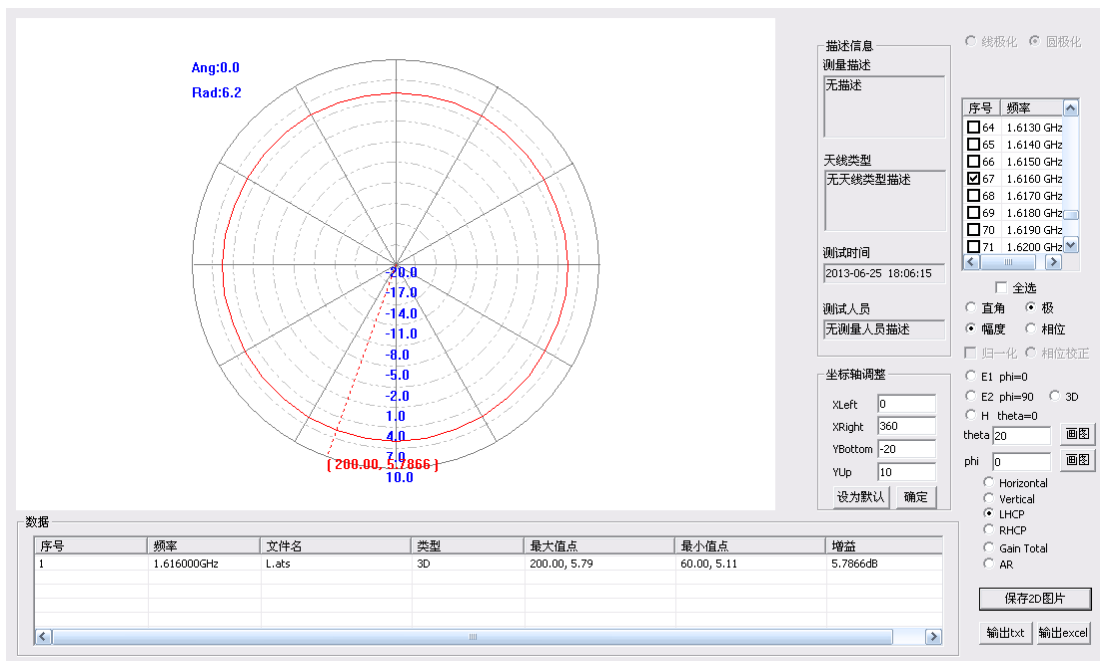 Ang:0.0
Rad:6.2
-20.0
-17.0
-14.0
-11.0
-8.0
-5.0
-2.0
1.0
4.0
7.0
( 200.00, 5.7866 )
10.0
描述信息
测量描述
无描述
天线类型
无天线类型描述
测试时间
2013-06-25 18:06:15
测试人员
无测量人员描述
坐标轴调整
XLeft 0
XRight 360
YBottom -20
YUp 10
设为默认 确定
线极化 圆极化
序号 频率
64 1.6130 GHz
65 1.6140 GHz
66 1.6150 GHz
67 1.6160 GHz
68 1.6170 GHz
69 1.6180 GHz
70 1.6190 GHz
71 1.6200 GHz
全选
直角 极
幅度 相位
归一化 相位校正
E1 phi=0
E2 phi=90 3D
H theta=0
theta 20 画图
phi 0 画图
Horizontal
Vertical
LHCP
RHCP
Gain Total
AR
保存2D图片
输出txt 输出excel
数据
序号 频率 文件名 类型 最大值点 最小值点 增益
1 1.616000GHz L.ats 3D 200.00, 5.79 60.00, 5.11 5.7866dB